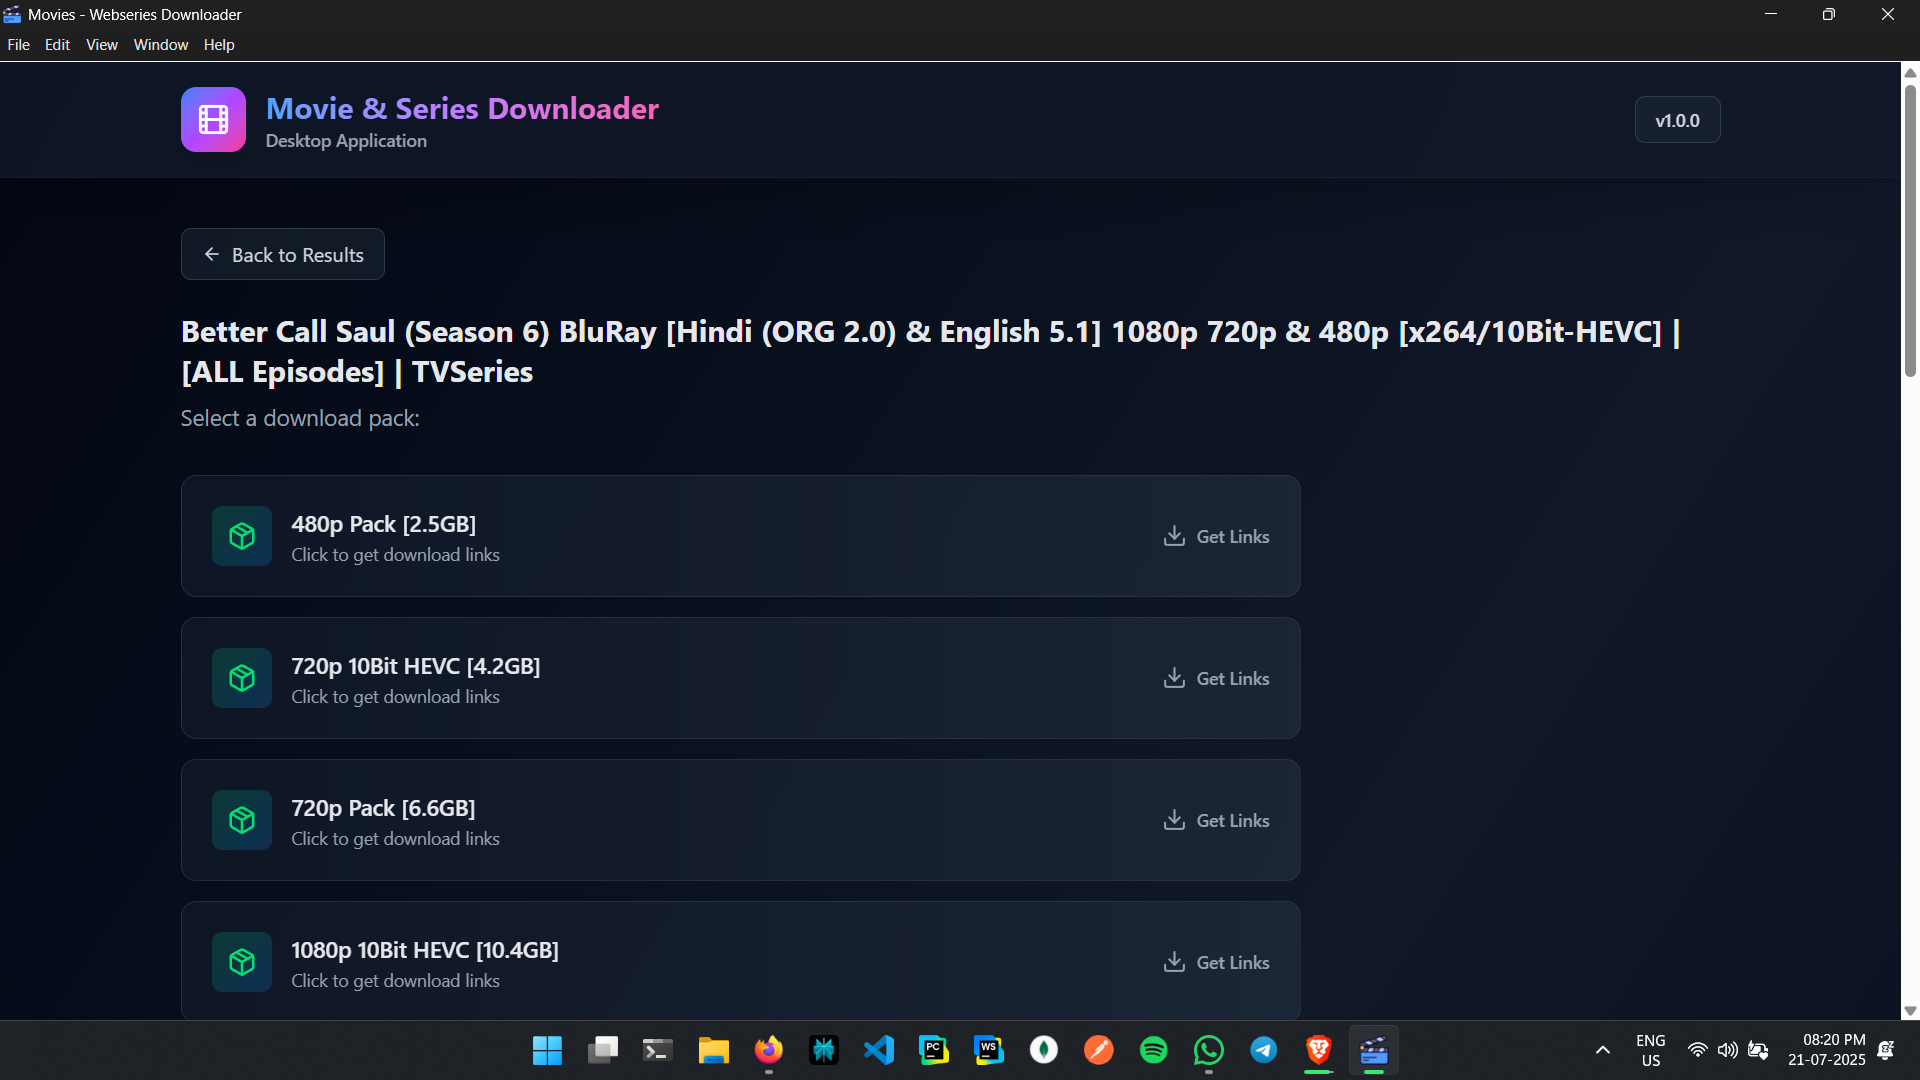 Movies - Webseries Downloader
File Edit View Window Help
Movie & Series Downloader
Desktop Application
v1.0.0
Back to Results
Better Call Saul (Season 6) BluRay [Hindi (ORG 2.0) & English 5.1] 1080p 720p & 480p [x264/10Bit-HEVC] |
[ALL Episodes] | TVSeries
Select a download pack:
480p Pack [2.5GB]
Click to get download links
Get Links
720p 10Bit HEVC [4.2GB]
Click to get download links
Get Links
720p Pack [6.6GB]
Click to get download links
Get Links
1080p 10Bit HEVC [10.4GB]
Click to get download links
Get Links
PC
WS
ENG
US
08:20 PM
21-07-2025